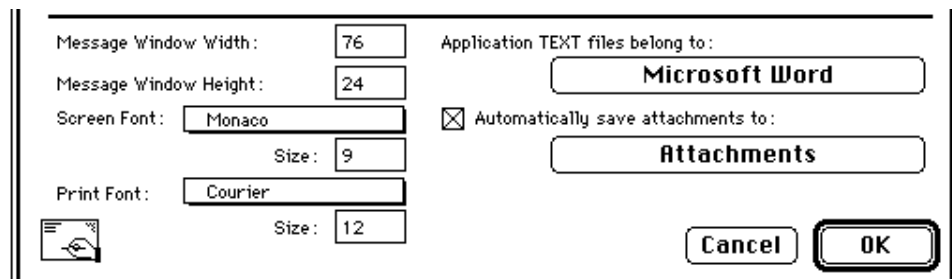 Message Window Width: 76
Message Window Height: 24
Screen Font: Monaco
Size: 9
Print Font: Courier
Size: 12
Application TEXT files belong to:
Microsoft Word
Automatically save attachments to:
Attachments
Cancel OK